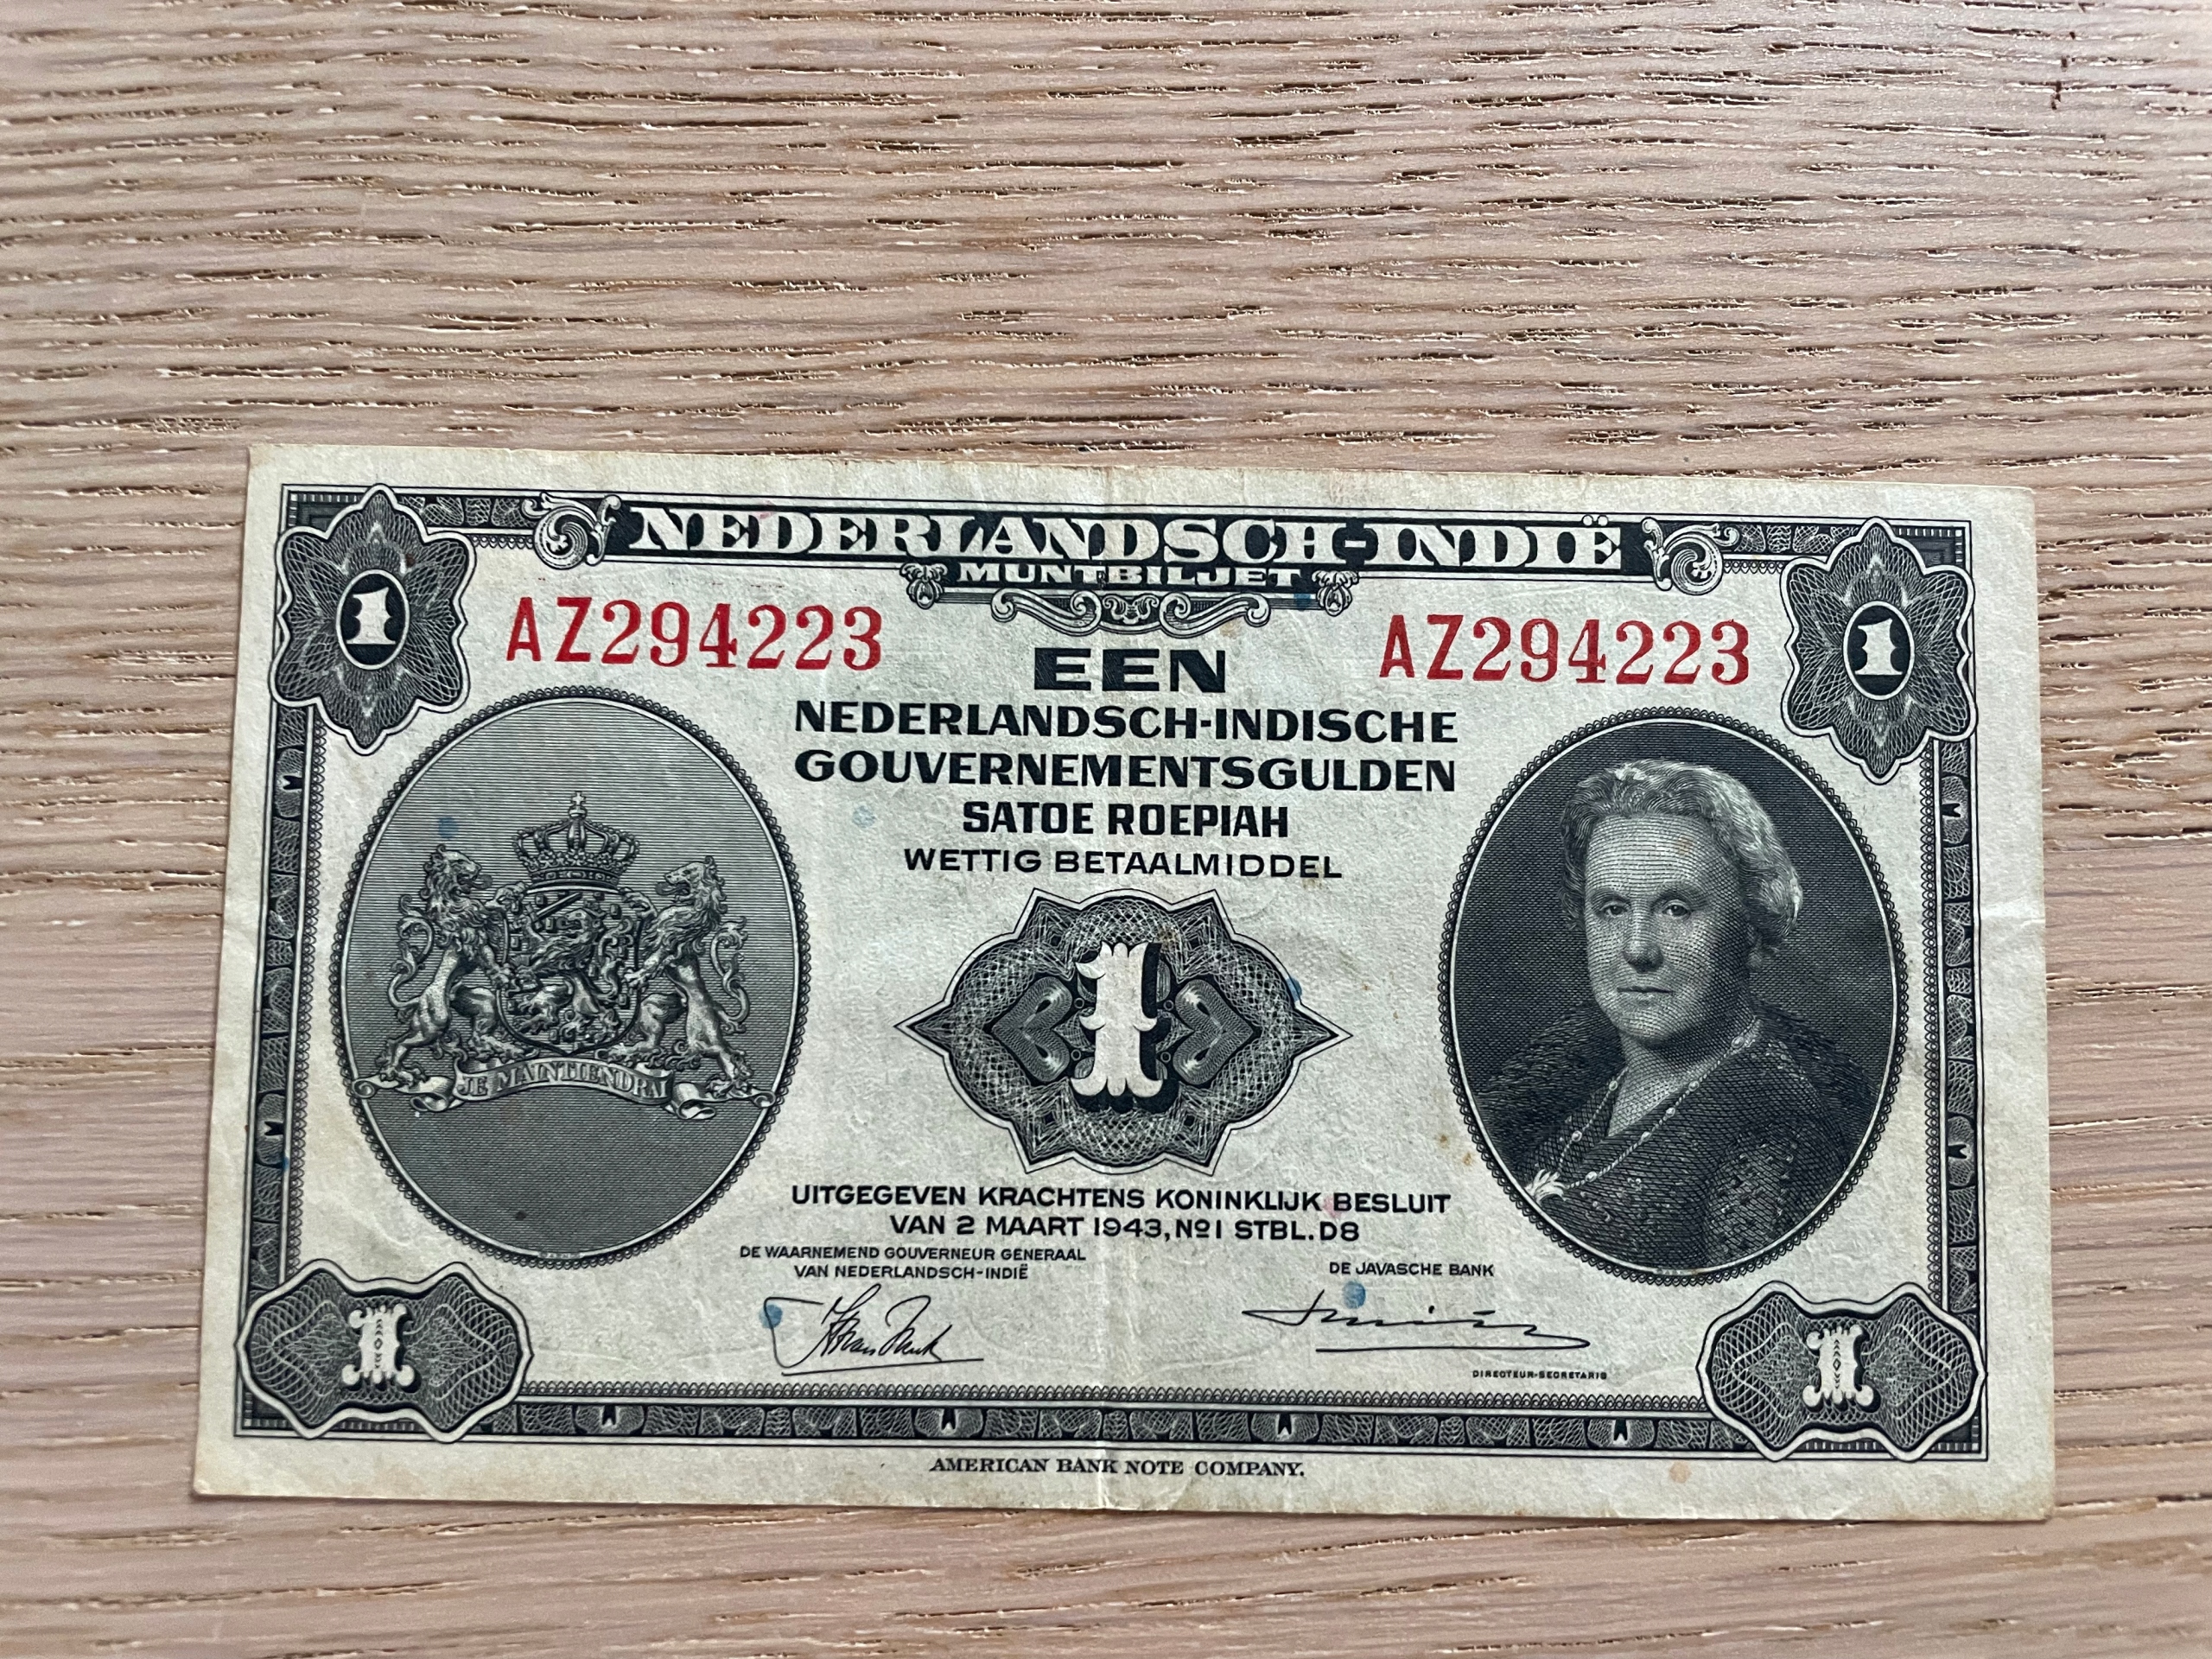 NEDERLANDSCH-INDIË
MUNTBILJET
1
1
AZ294223
AZ294223
EEN
NEDERLANDSCH-INDISCHE
GOUVERNEMENTSGULDEN
SATOE ROEPIAH
WETTIG BETAALMIDDEL
1
JE MAINTIENDRAI
UITGEGEVEN KRACHTENS KONINKLIJK BESLUIT
VAN 2 MAART 1943, No1 STBL. D8
DE WAARNEMEND GOUVERNEUR GENERAAL
VAN NEDERLANDSCH-INDIË
DE JAVASCHE BANK
DIRECTEUR-SECRETARIS
1
1
AMERICAN BANK NOTE COMPANY.